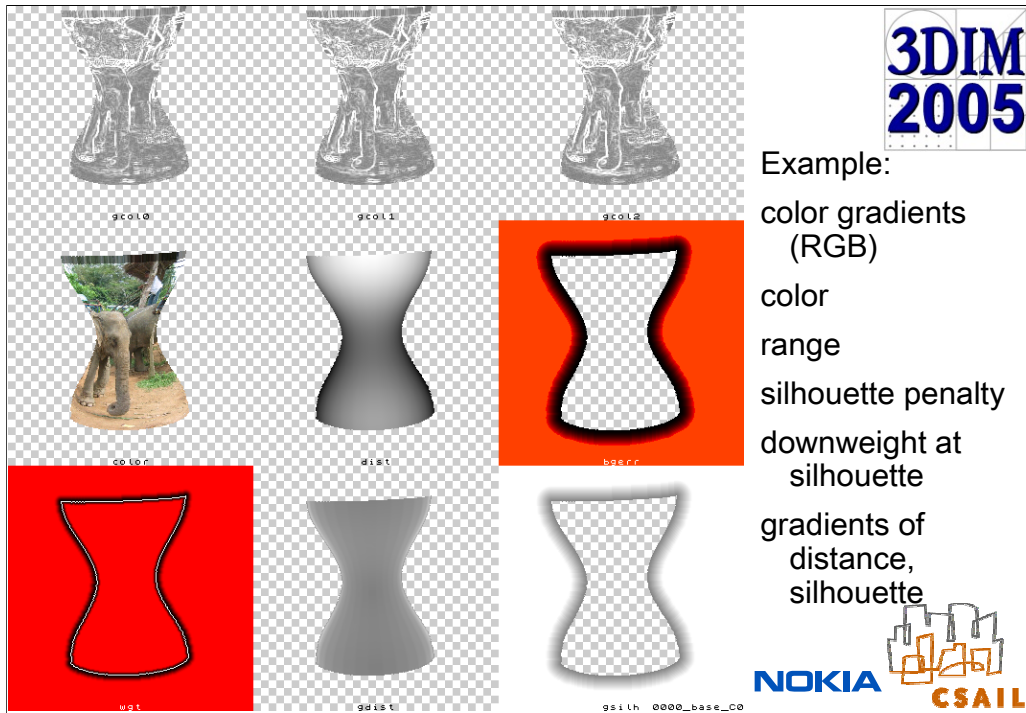 gcol0
gcol1
gcol2
color
dist
bgerr
wgt
gdist
gsilh 0000_base_C0
3DIM
2005
Example:
color gradients
(RGB)
color
range
silhouette penalty
downweight at
silhouette
gradients of
distance,
silhouette
NOKIA
CSAIL